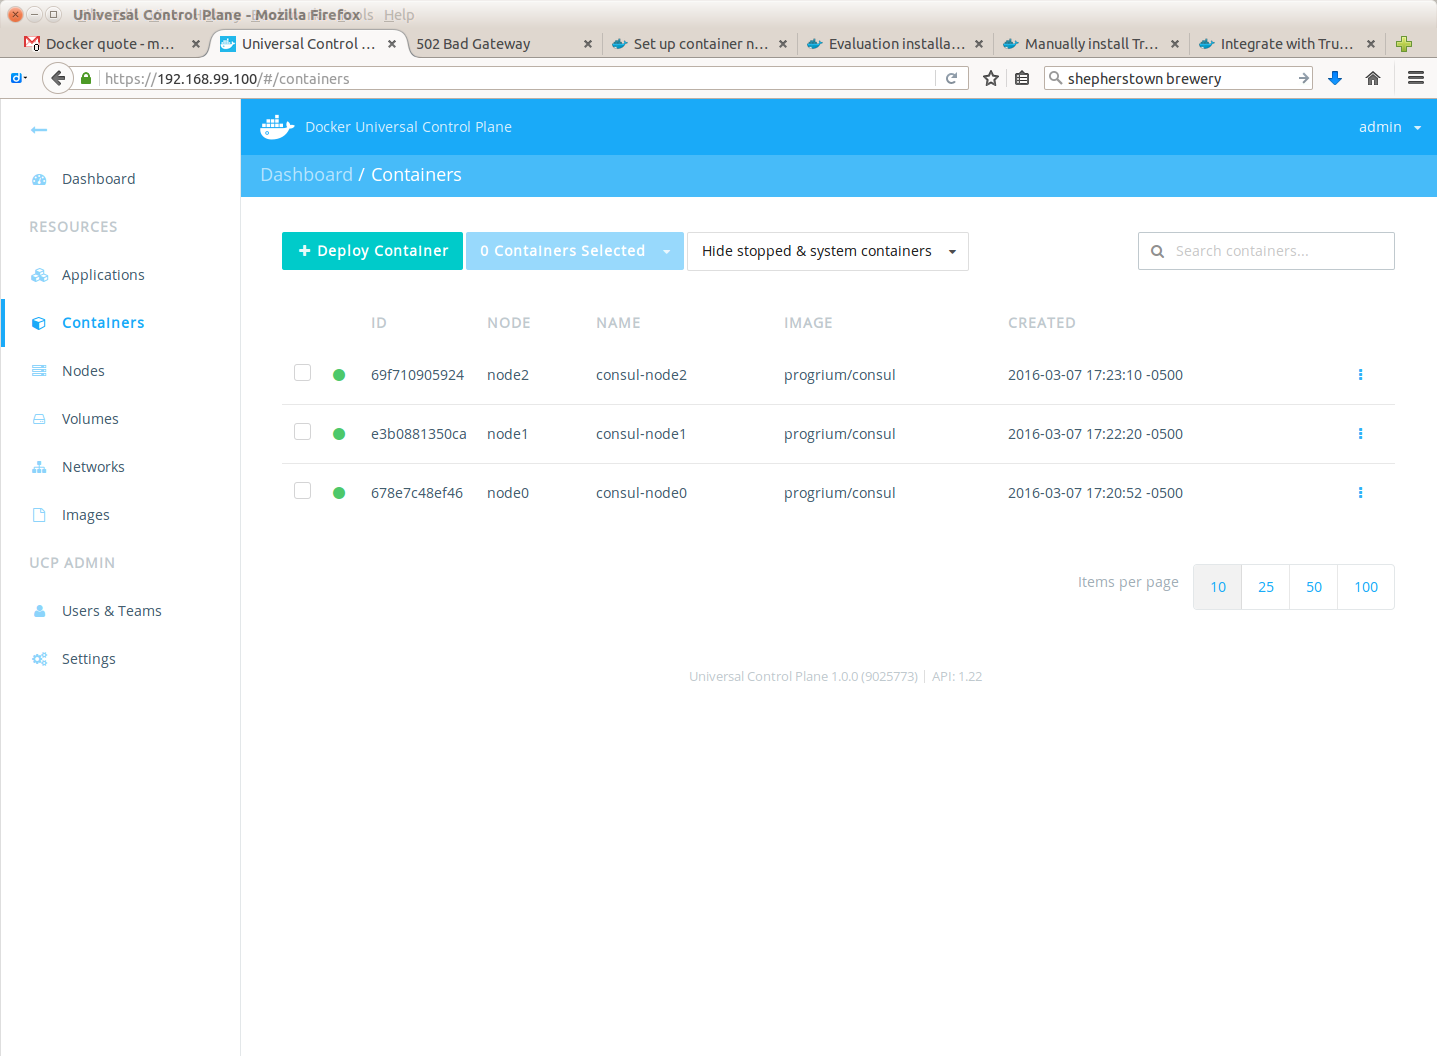 Universal Control Plane - Mozilla Firefox Help
Docker quote - m... Universal Control ... 502 Bad Gateway Set up container n... Evaluation installa... Manually install Tr... Integrate with Tru...
https://192.168.99.100/#/containers shepherstown brewery
Docker Universal Control Plane admin
Dashboard / Containers
Dashboard
RESOURCES
Applications
Containers
Nodes
Volumes
Networks
Images
UCP ADMIN
Users & Teams
Settings
+ Deploy Container 0 Containers Selected Hide stopped & system containers Search containers...
ID NODE NAME IMAGE CREATED
69f710905924 node2 consul-node2 progrium/consul 2016-03-07 17:23:10 -0500
e3b0881350ca node1 consul-node1 progrium/consul 2016-03-07 17:22:20 -0500
678e7c48ef46 node0 consul-node0 progrium/consul 2016-03-07 17:20:52 -0500
Items per page 10 25 50 100
Universal Control Plane 1.0.0 (9025773) | API: 1.22